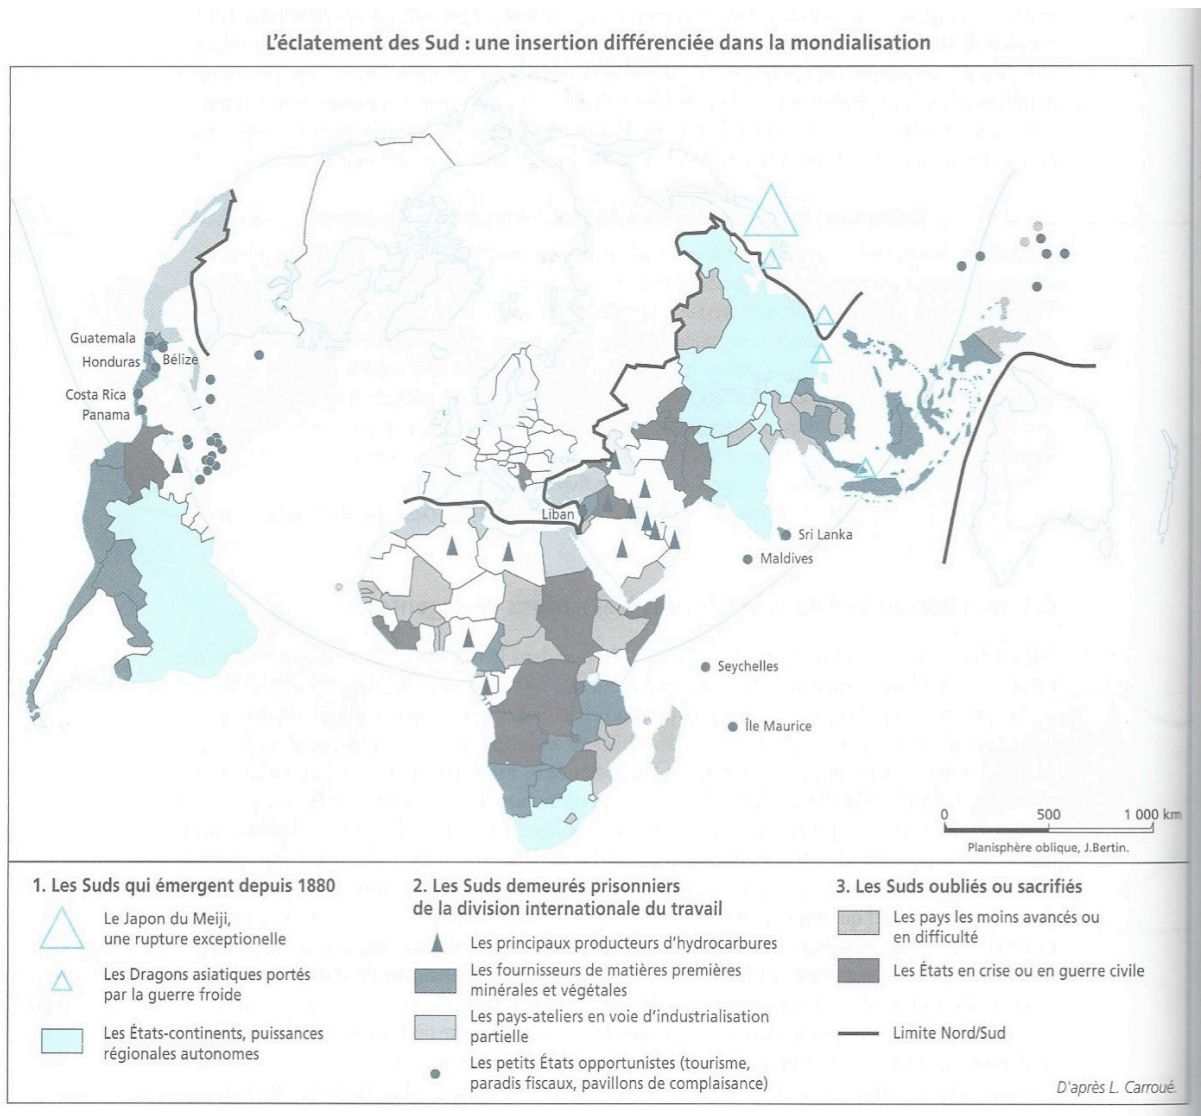 L'éclatement des Sud : une insertion différenciée dans la mondialisation
Guatemala
Honduras
Bélize
Costa Rica
Panama
Liban
Sri Lanka
Maldives
Seychelles
Île Maurice
0 500 1 000 km
Planisphère oblique, J.Bertin.
1. Les Suds qui émergent depuis 1880
Le Japon du Meiji,
une rupture exceptionelle
Les Dragons asiatiques portés
par la guerre froide
Les États-continents, puissances
régionales autonomes
2. Les Suds demeurés prisonniers
de la division internationale du travail
Les principaux producteurs d'hydrocarbures
Les fournisseurs de matières premières
minérales et végétales
Les pays-ateliers en voie d'industrialisation
partielle
Les petits États opportunistes (tourisme,
paradis fiscaux, pavillons de complaisance)
3. Les Suds oubliés ou sacrifiés
Les pays les moins avancés ou
en difficulté
Les États en crise ou en guerre civile
Limite Nord/Sud
D'après L. Carroué.